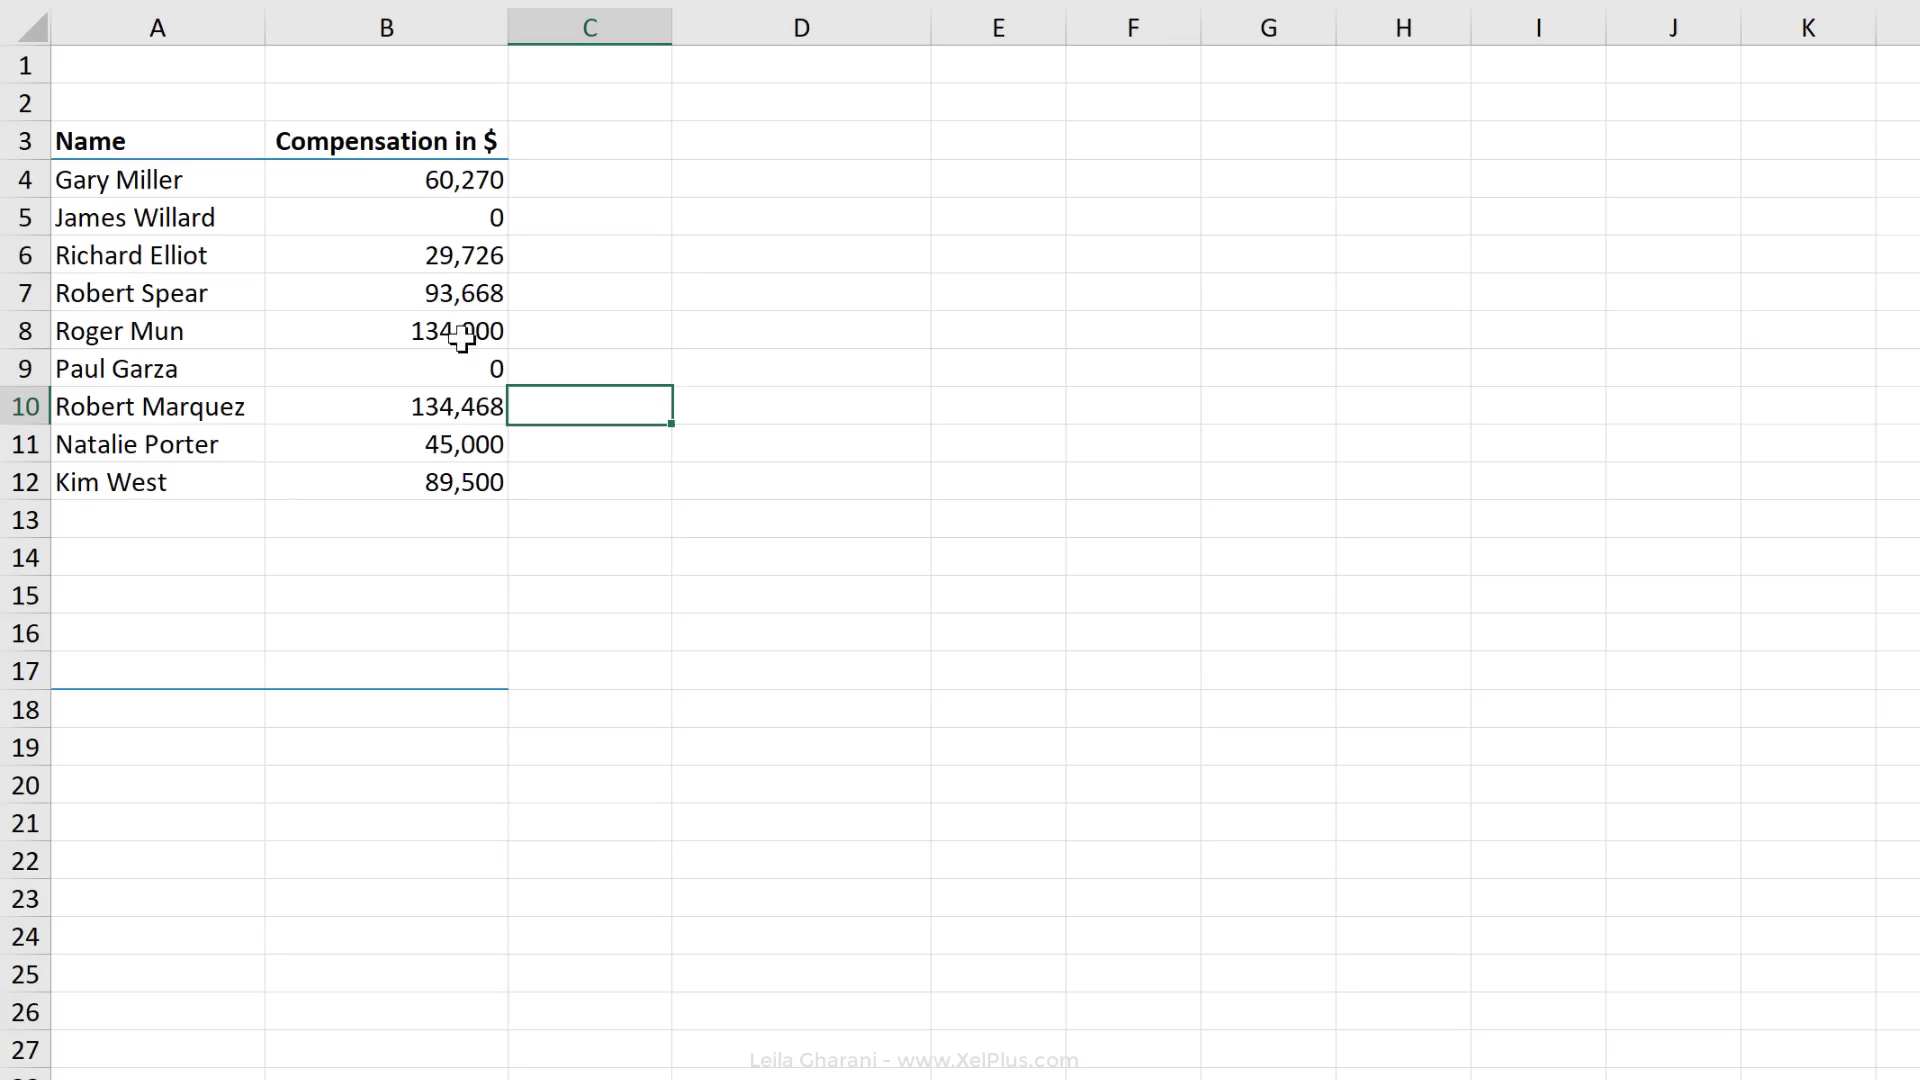 A B C D E F G H I J K
1
2
3 Name Compensation in $
4 Gary Miller 60,270
5 James Willard 0
6 Richard Elliot 29,726
7 Robert Spear 93,668
8 Roger Mun
9 Paul Garza 0
10 Robert Marquez 134,468
11 Natalie Porter 45,000
12 Kim West 89,500
13
14
15
16
17
18
19
20
21
22
23
24
25
26
27
Leila Gharani - www.XelPlus.com